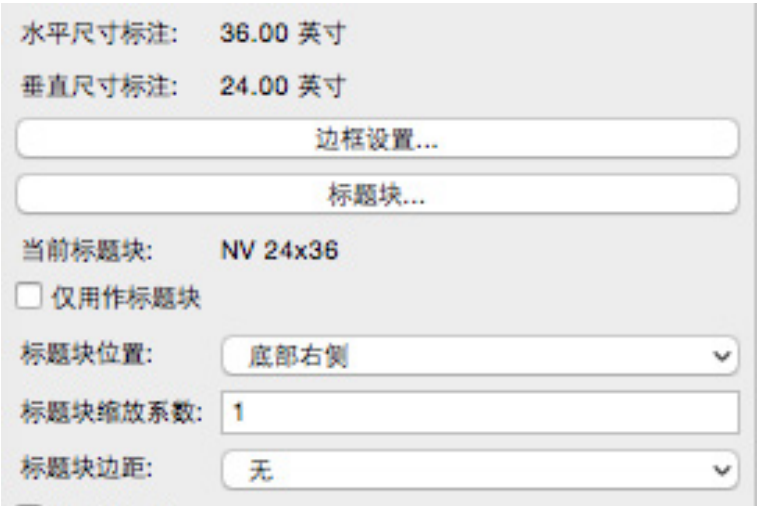 水平尺寸标注: 36.00 英寸
垂直尺寸标注: 24.00 英寸
边框设置...
标题块...
当前标题块: NV 24x36
仅用作标题块
标题块位置: 底部右侧
标题块缩放系数: 1
标题块边距: 无